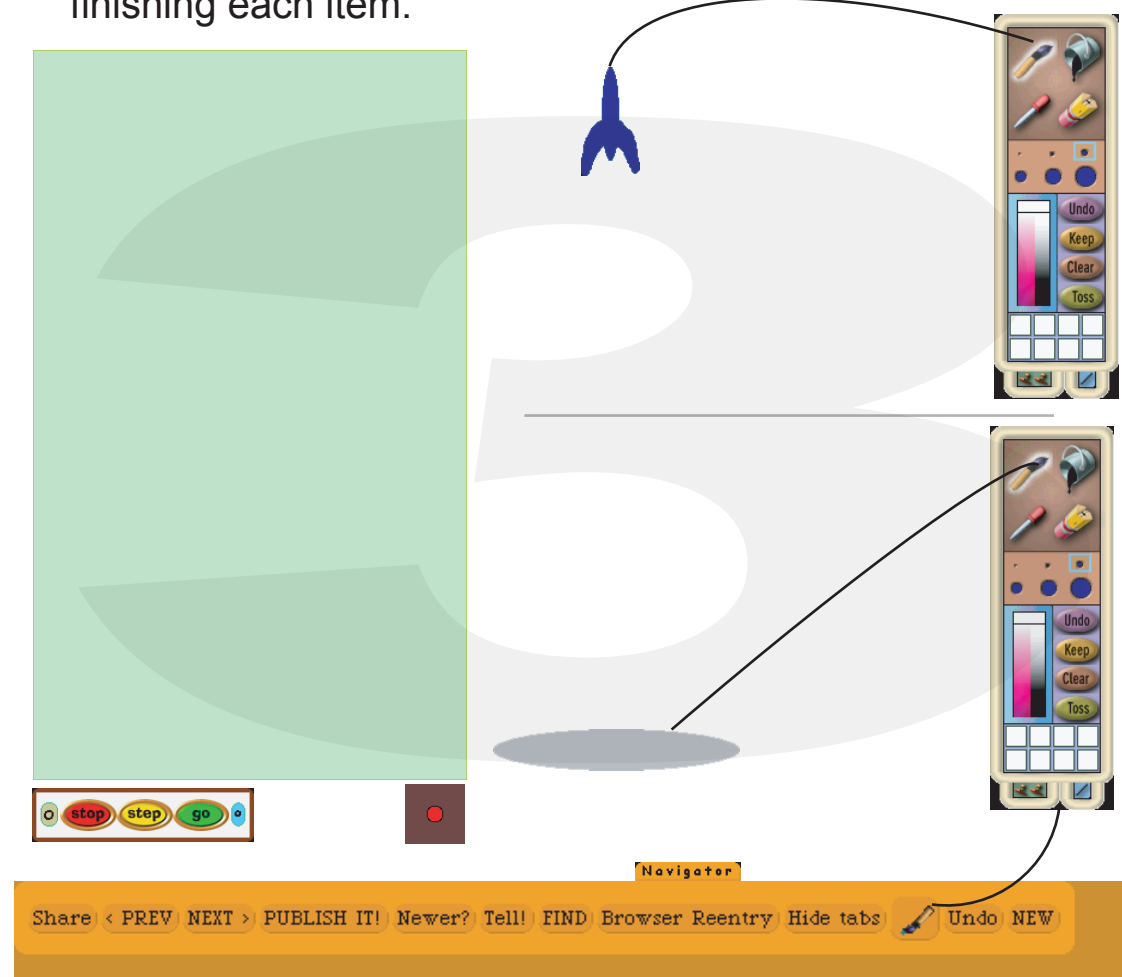 finishing each item.
3
Undo
Keep
Clear
Toss
Undo
Keep
Clear
Toss
stop step go
Navigator
Share < PREV NEXT > PUBLISH IT! Newer? Tell! FIND Browser Reentry Hide tabs Undo NEW